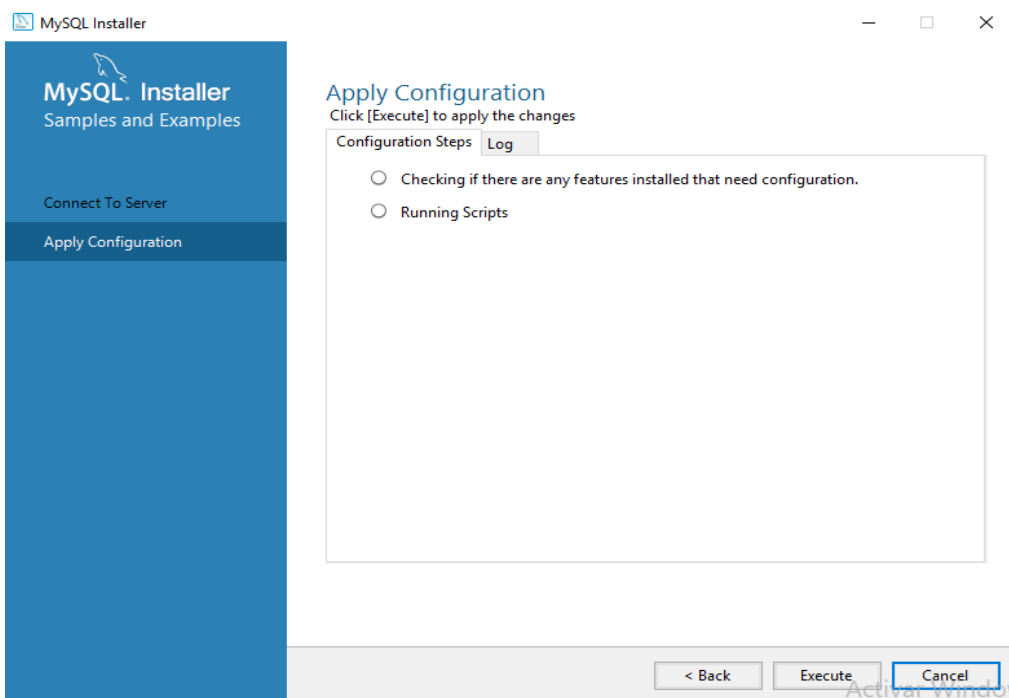 MySQL Installer
MySQL. Installer
Samples and Examples
Connect To Server
Apply Configuration
Apply Configuration
Click [Execute] to apply the changes
Configuration Steps
Log
Checking if there are any features installed that need configuration.
Running Scripts
< Back
Execute
Cancel
Activar Windo